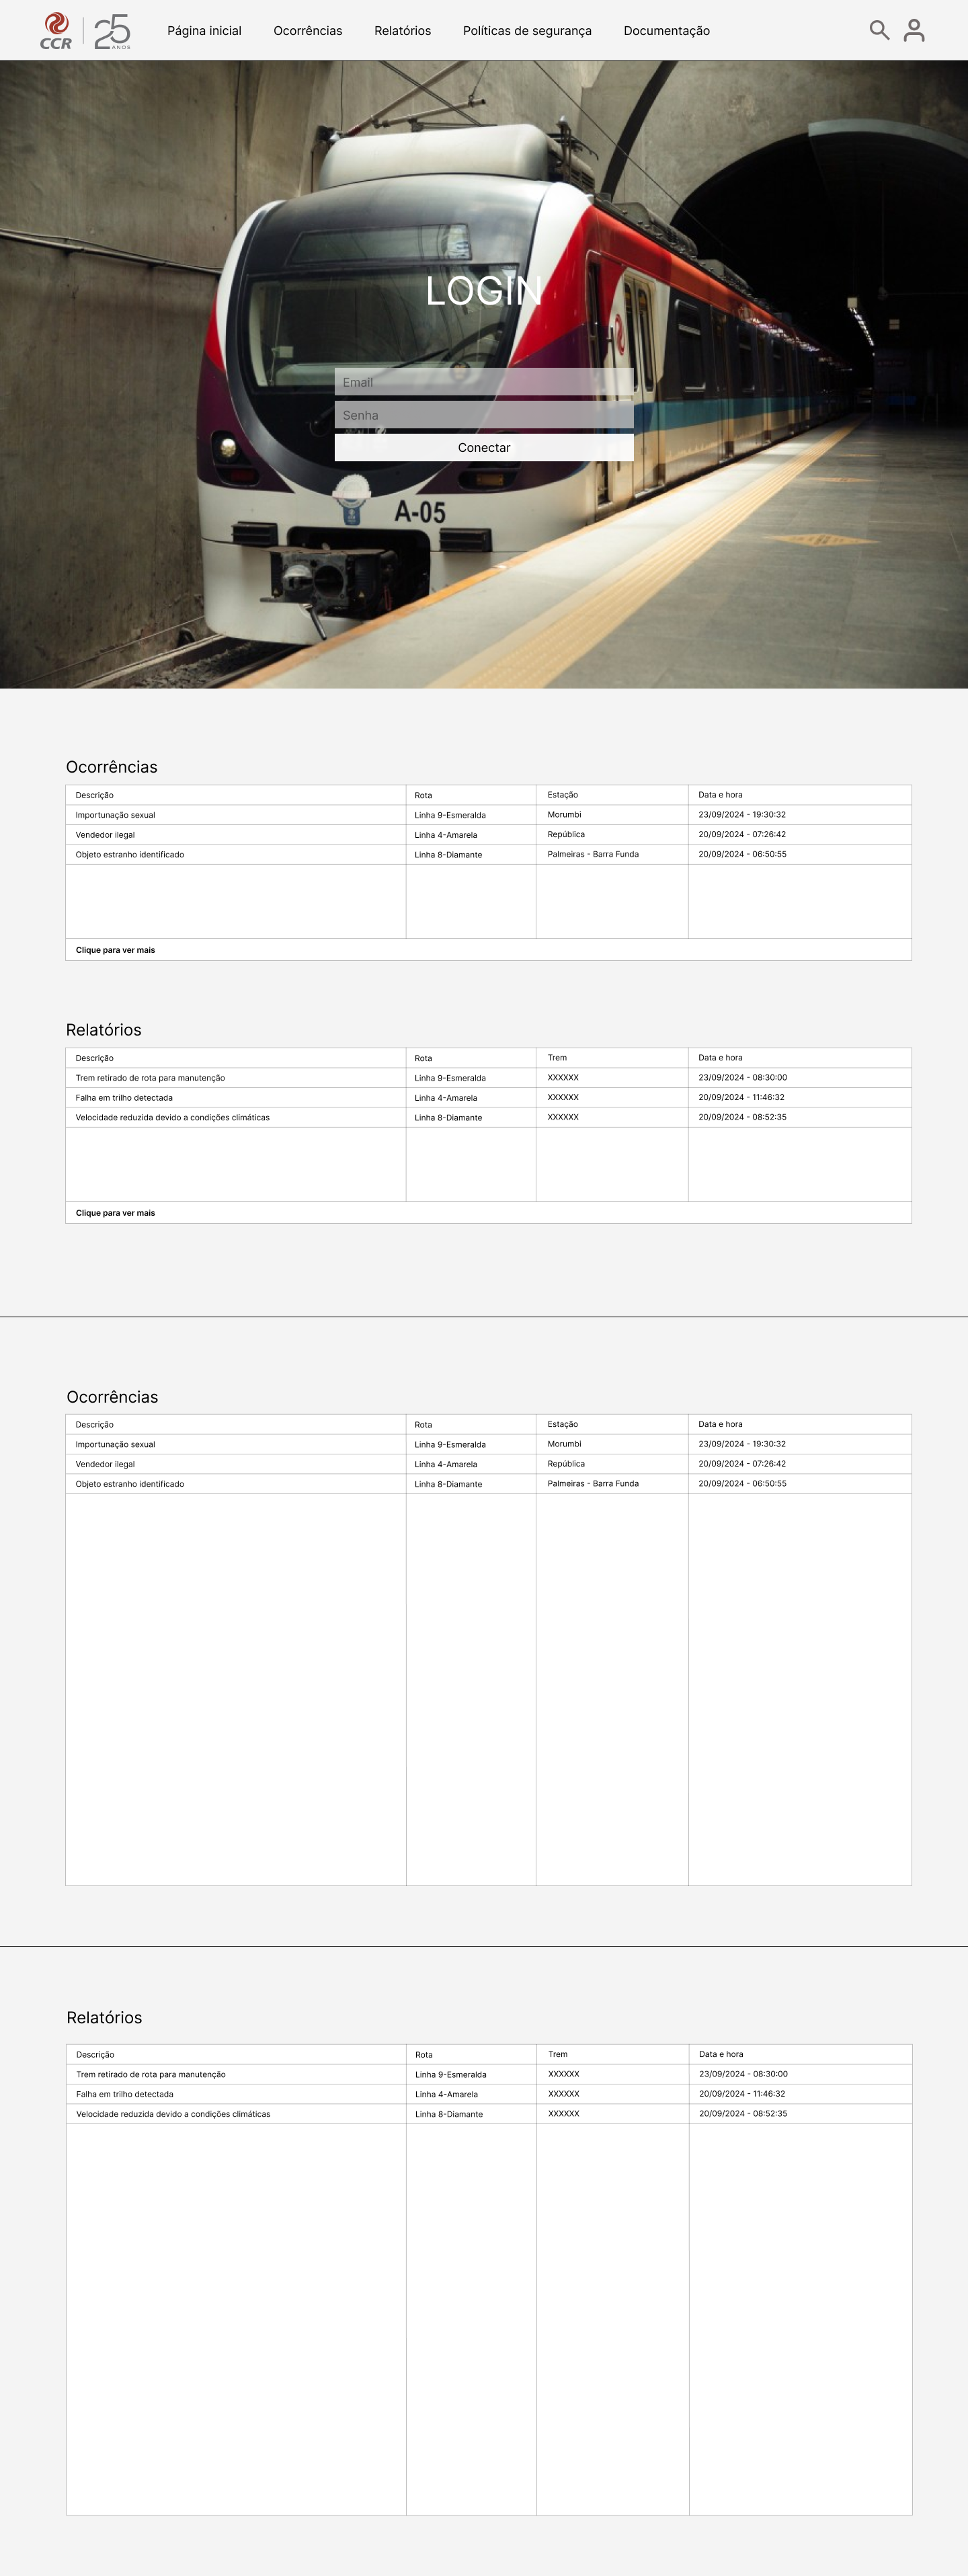 CCR 25 ANOS Página inicial Ocorrências Relatórios Políticas de segurança Documentação
LOGIN
Email
Senha
Conectar
A-05
Ocorrências
Descrição Rota Estação Data e hora
Importunação sexual Linha 9-Esmeralda Morumbi 23/09/2024 - 19:30:32
Vendedor ilegal Linha 4-Amarela República 20/09/2024 - 07:26:42
Objeto estranho identificado Linha 8-Diamante Palmeiras - Barra Funda 20/09/2024 - 06:50:55
Clique para ver mais
Relatórios
Descrição Rota Trem Data e hora
Trem retirado de rota para manutenção Linha 9-Esmeralda XXXXXX 23/09/2024 - 08:30:00
Falha em trilho detectada Linha 4-Amarela XXXXXX 20/09/2024 - 11:46:32
Velocidade reduzida devido a condições climáticas Linha 8-Diamante XXXXXX 20/09/2024 - 08:52:35
Clique para ver mais
Ocorrências
Descrição Rota Estação Data e hora
Importunação sexual Linha 9-Esmeralda Morumbi 23/09/2024 - 19:30:32
Vendedor ilegal Linha 4-Amarela República 20/09/2024 - 07:26:42
Objeto estranho identificado Linha 8-Diamante Palmeiras - Barra Funda 20/09/2024 - 06:50:55
Relatórios
Descrição Rota Trem Data e hora
Trem retirado de rota para manutenção Linha 9-Esmeralda XXXXXX 23/09/2024 - 08:30:00
Falha em trilho detectada Linha 4-Amarela XXXXXX 20/09/2024 - 11:46:32
Velocidade reduzida devido a condições climáticas Linha 8-Diamante XXXXXX 20/09/2024 - 08:52:35